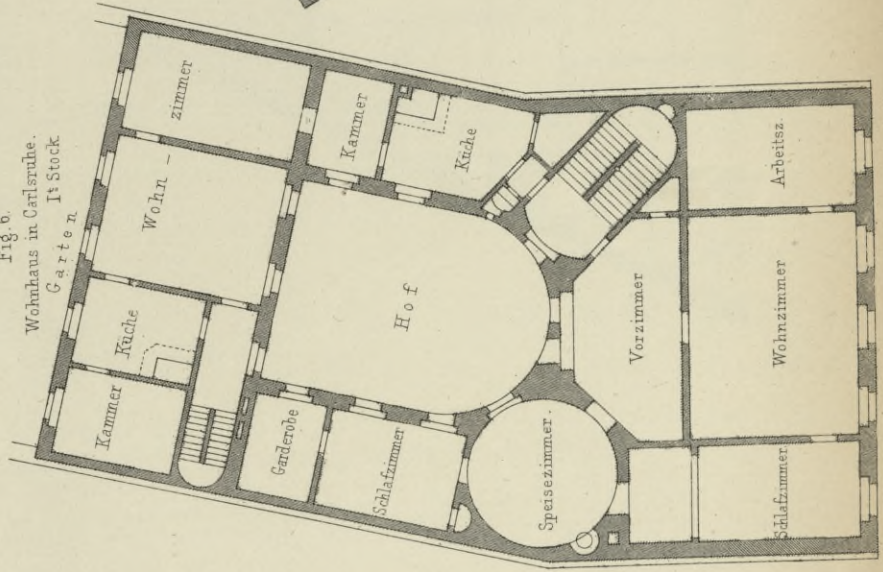 Fig. 6.
Wohnhaus in Carlsruhe.
Garten Iṭ Stock
zimmer
Wohn-
Küche
Kammer
Kammer
Küche
Hof
Garderobe
Schlafzimmer
Speisezimmer.
Vorzimmer
Arbeitsz.
Wohnzimmer
Schlafzimmer